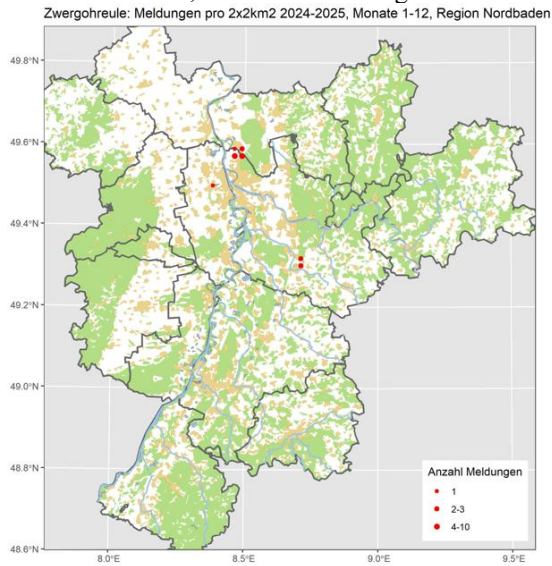 Zwergohreule: Meldungen pro 2x2km2 2024-2025, Monate 1-12, Region Nordbaden
49.8°N
49.6°N
49.4°N
49.2°N
49.0°N
48.8°N
48.6°N
Anzahl Meldungen
1
2-3
4-10
8.0°E
8.5°E
9.0°E
9.5°E